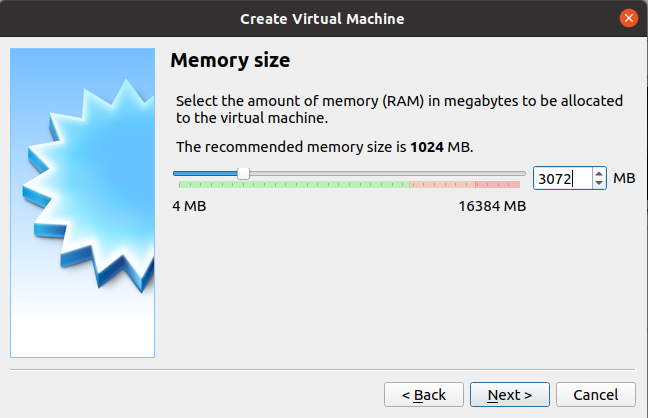 Create Virtual Machine
Memory size
Select the amount of memory (RAM) in megabytes to be allocated
to the virtual machine.
The recommended memory size is 1024 MB.
3072 MB
4 MB 16384 MB
< Back Next > Cancel